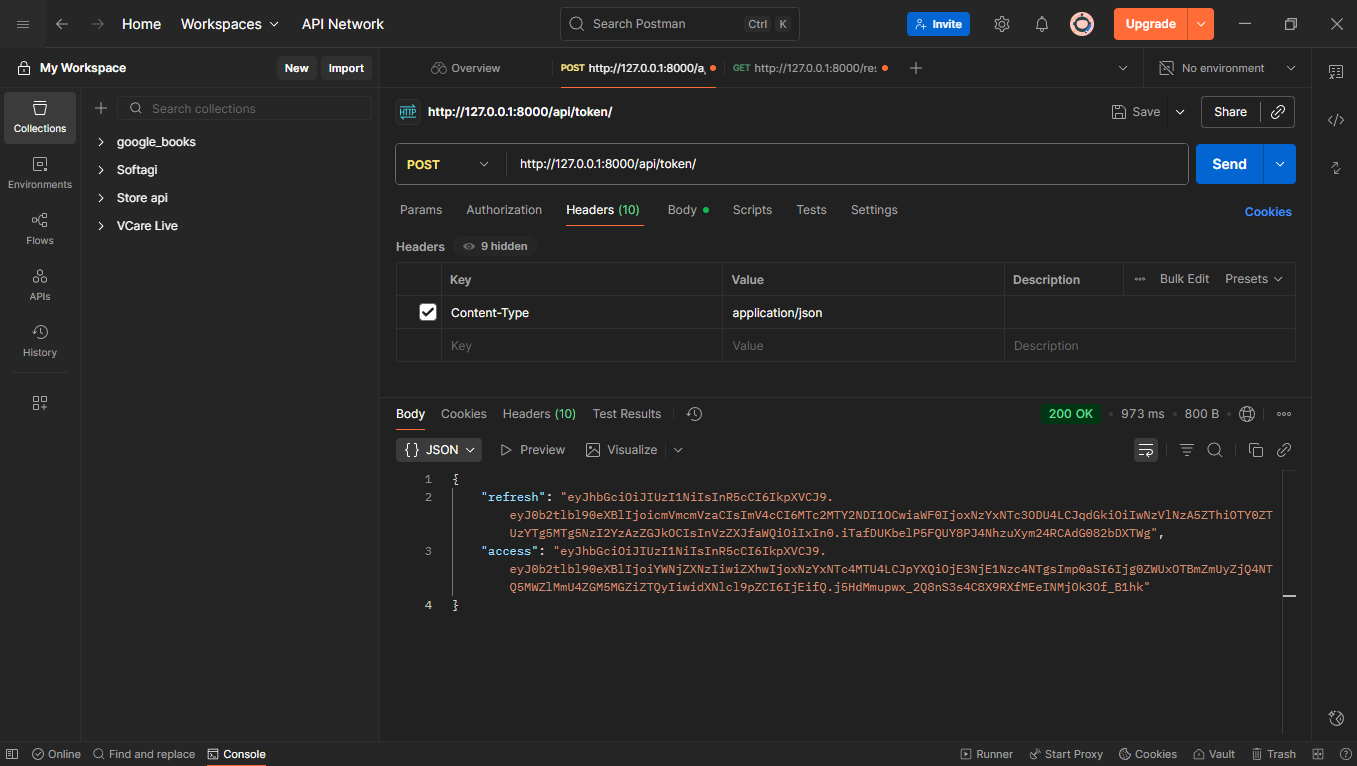 Home Workspaces API Network Search Postman Ctrl K Invite Upgrade
My Workspace New Import Overview POST http://127.0.0.1:8000/a GET http://127.0.0.1:8000/re No environment
Collections
Environments
Flows
APIs
History
Search collections
google_books
Softagi
Store api
VCare Live
HTTP http://127.0.0.1:8000/api/token/ Save Share
POST http://127.0.0.1:8000/api/token/ Send
Params Authorization Headers (10) Body Scripts Tests Settings Cookies
Headers 9 hidden
Key Value Description Bulk Edit Presets
Content-Type application/json
Key Value Description
Body Cookies Headers (10) Test Results 200 OK 973 ms 800 B
{} JSON Preview Visualize
1 {
2 "refresh": "eyJhbGciOiJIUzI1NiIsInR5cCI6IkpXVCJ9.
eyJ0b2tlbl90eXBlIjoicmVmcmVzaCIsImV4cCI6MTc2MTY2NDI1OCwiaWF0IjoxNzYxNTc3ODU4LCJqdGkiOiIwNzVlNzA5ZThiOTY0ZT
UzYTg5MTg5NzI2YzAzZGJkOCIsInVzZXJfaWQiOiIxIn0.iTafDUKbelP5FQUY8PJ4NhzuXym24RCAdG082bDXTWg",
3 "access": "eyJhbGciOiJIUzI1NiIsInR5cCI6IkpXVCJ9.
eyJ0b2tlbl90eXBlIjoiYWNjZXNzIiwiZXhwIjoxNzYxNTc4MTU4LCJpYXQiOjE3NjE1Nzc4NTgsImp0aSI6Ijg0ZWUxOTBmZmUyZjQ4NT
Q5MWZlMmU4ZGM5MGZiZTQyIiwidXNlcl9pZCI6IjEifQ.j5HdMmupwx_2Q8nS3s4C8X9RXfMEeINMjOk3Of_B1hk"
4 }
Online Find and replace Console Runner Start Proxy Cookies Vault Trash